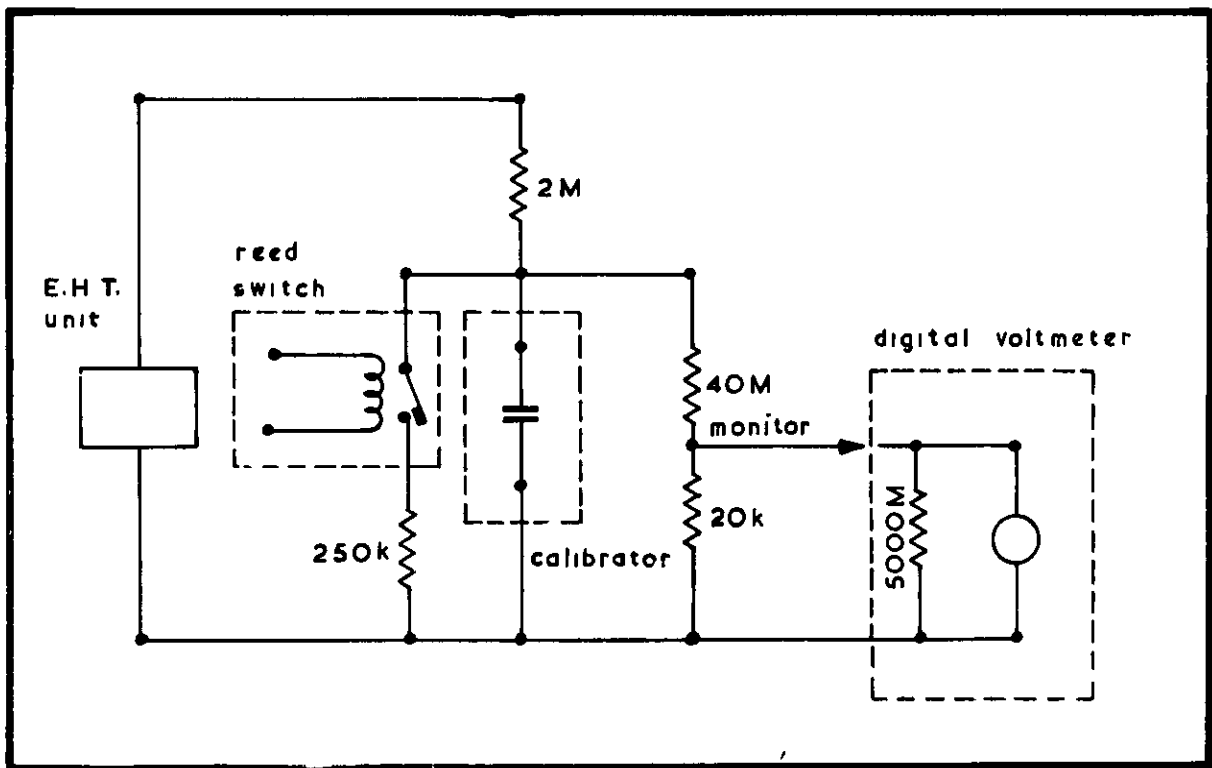 2M
reed
switch
E.H T.
unit
digital voltmeter
40M
monitor
20k
5000M
250k
calibrator